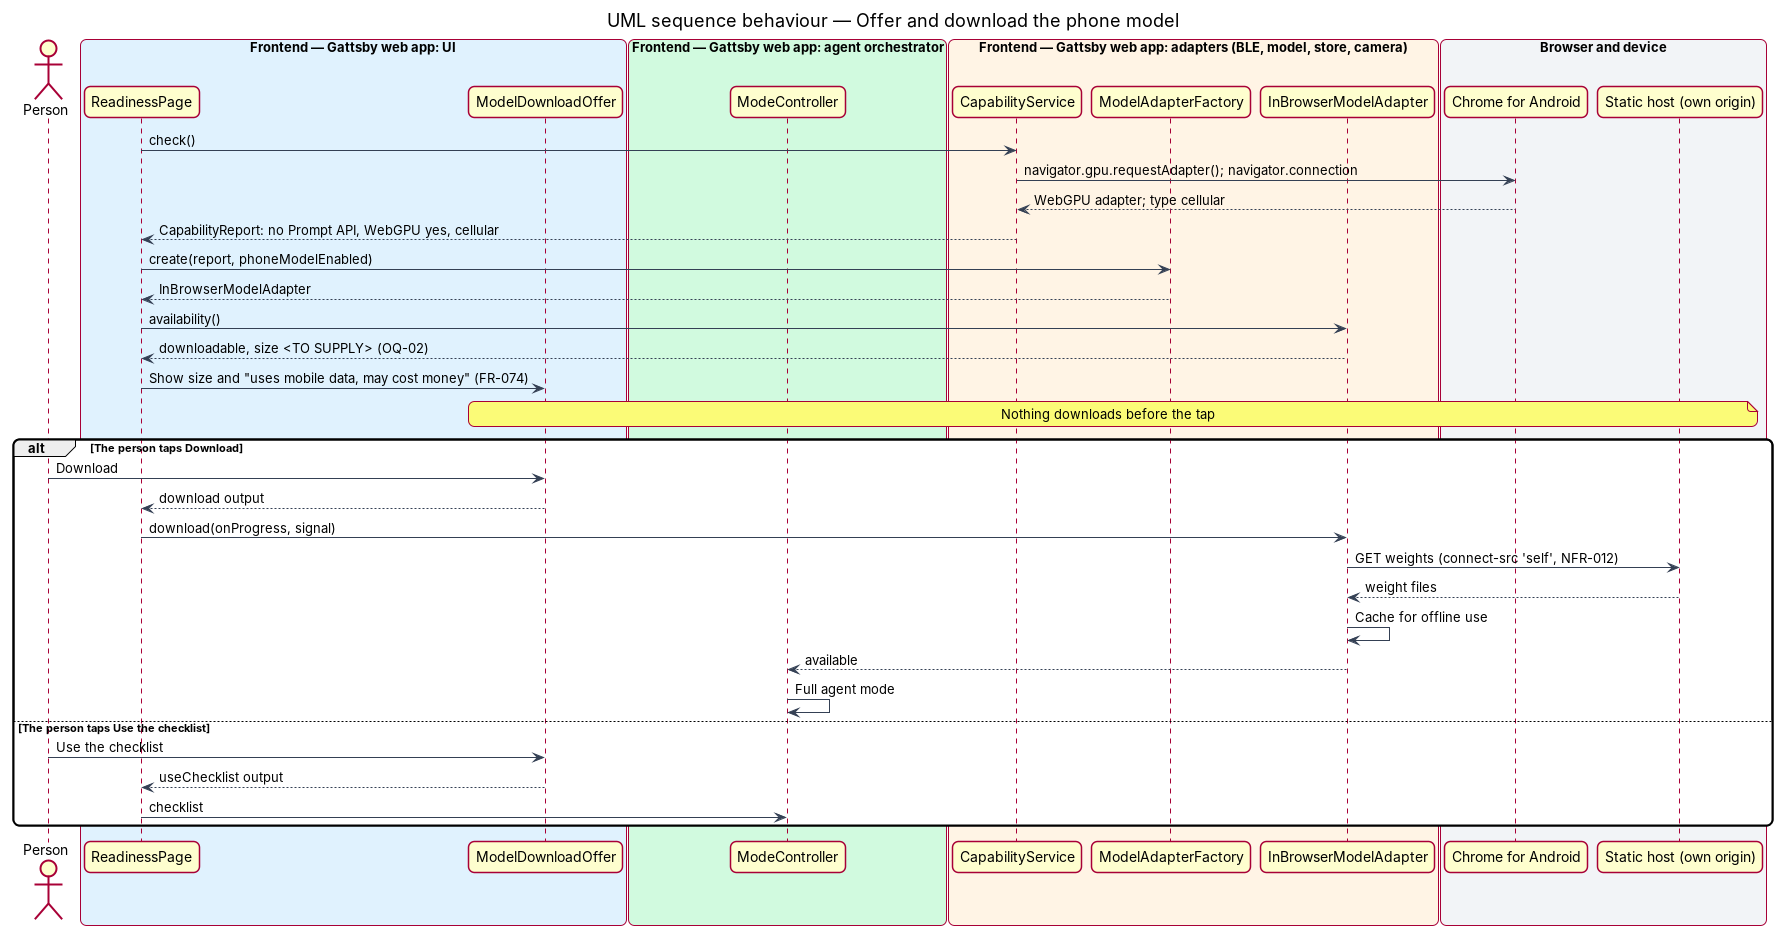 UML sequence behaviour — Offer and download the phone model
Frontend — Gattsby web app: UI
Frontend — Gattsby web app: agent orchestrator
Frontend — Gattsby web app: adapters (BLE, model, store, camera)
Browser and device
Person
ReadinessPage
ModelDownloadOffer
ModeController
CapabilityService
ModelAdapterFactory
InBrowserModelAdapter
Chrome for Android
Static host (own origin)
check()
navigator.gpu.requestAdapter(); navigator.connection
WebGPU adapter; type cellular
CapabilityReport: no Prompt API, WebGPU yes, cellular
create(report, phoneModelEnabled)
InBrowserModelAdapter
availability()
downloadable, size <TO SUPPLY> (OQ-02)
Show size and "uses mobile data, may cost money" (FR-074)
Nothing downloads before the tap
alt
[The person taps Download]
Download
download output
download(onProgress, signal)
GET weights (connect-src 'self', NFR-012)
weight files
Cache for offline use
available
Full agent mode
[The person taps Use the checklist]
Use the checklist
useChecklist output
checklist
Person
ReadinessPage
ModelDownloadOffer
ModeController
CapabilityService
ModelAdapterFactory
InBrowserModelAdapter
Chrome for Android
Static host (own origin)